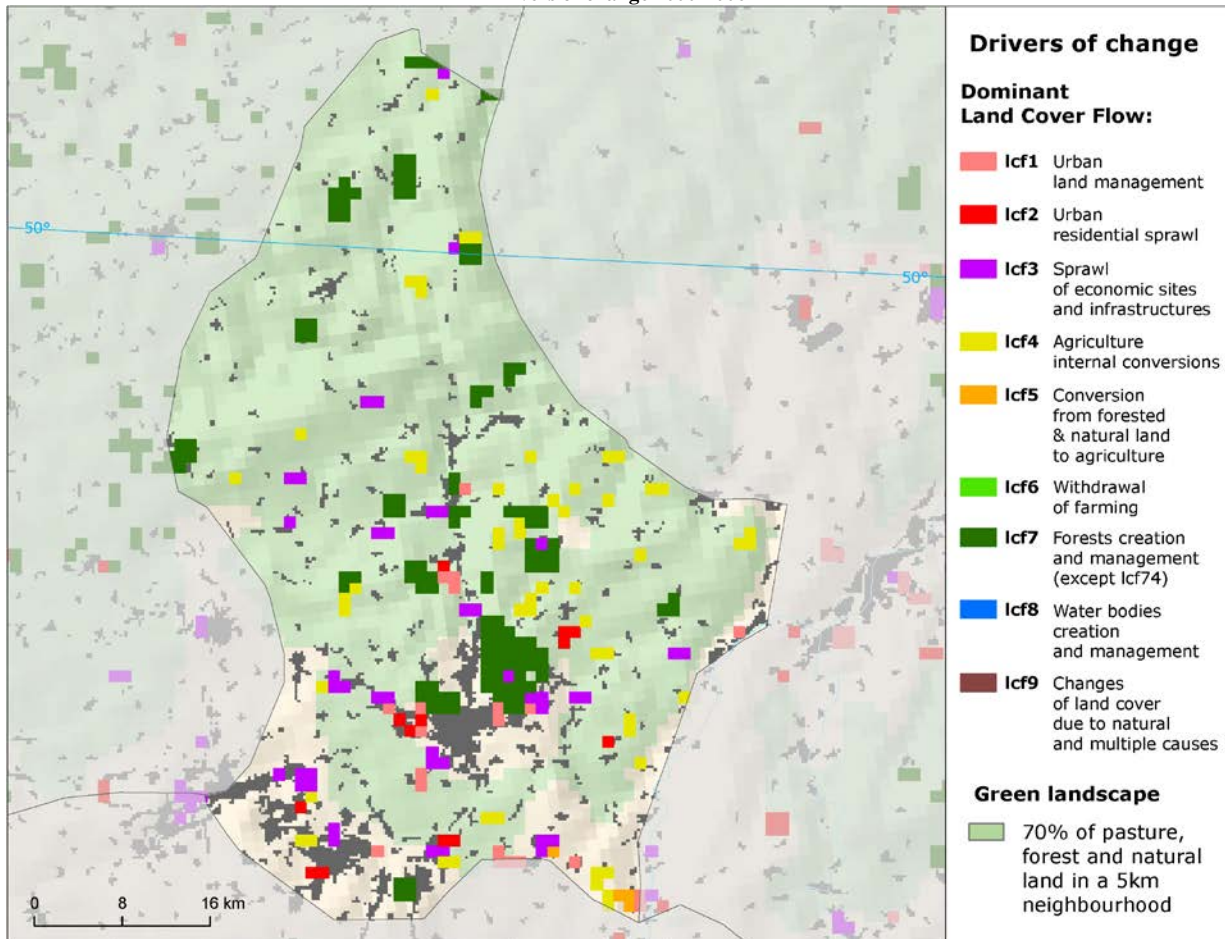 Drivers of change
Dominant
Land Cover Flow:
lcf1 Urban
land management
lcf2 Urban
residential sprawl
lcf3 Sprawl
of economic sites
and infrastructures
lcf4 Agriculture
internal conversions
lcf5 Conversion
from forested
& natural land
to agriculture
lcf6 Withdrawal
of farming
lcf7 Forests creation
and management
(except lcf74)
lcf8 Water bodies
creation
and management
lcf9 Changes
of land cover
due to natural
and multiple causes
Green landscape
70% of pasture,
forest and natural
land in a 5km
neighbourhood
50°
50°
0 8 16 km